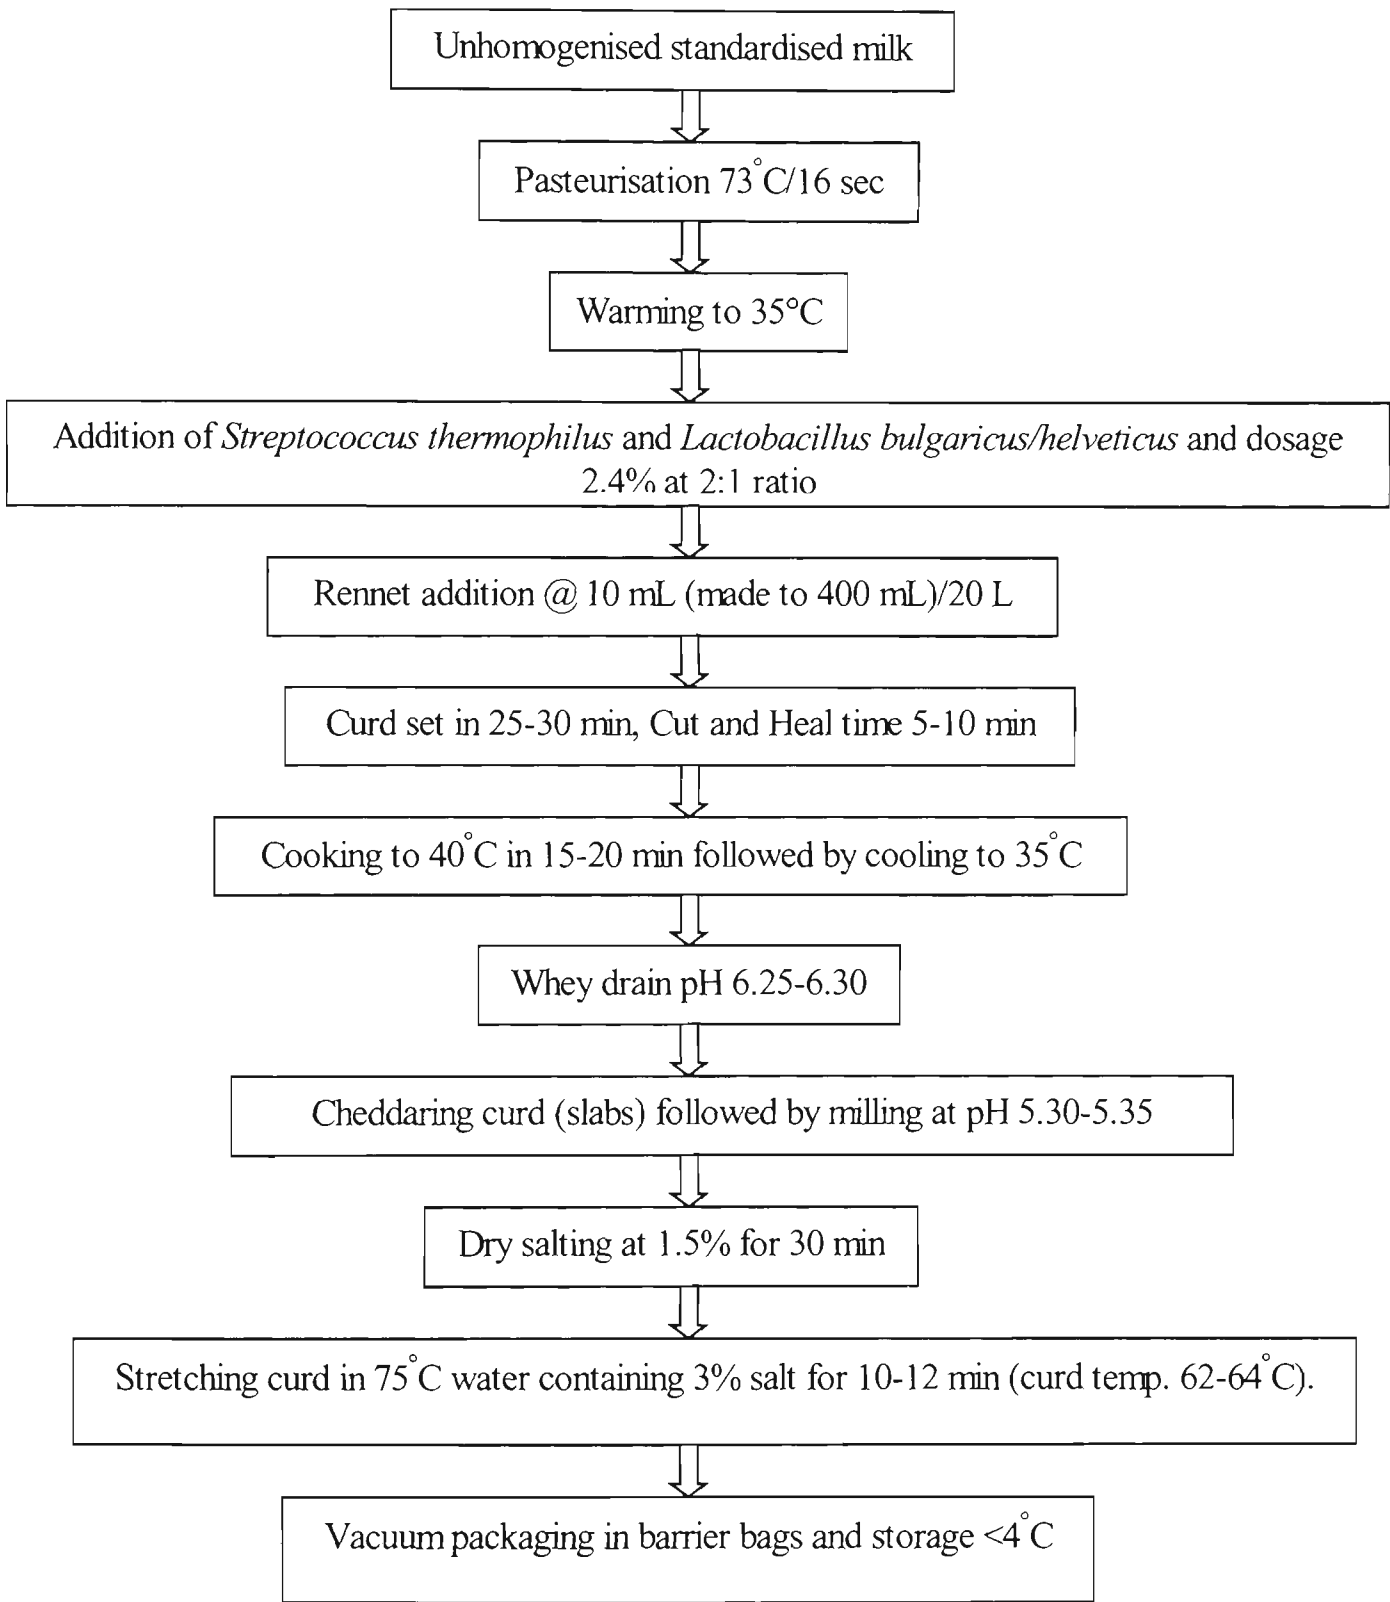 Unhomogenised standardised milk
Pasteurisation 73°C/16 sec
Warming to 35°C
Addition of Streptococcus thermophilus and Lactobacillus bulgaricus/helveticus and dosage
2.4% at 2:1 ratio
Rennet addition @ 10 mL (made to 400 mL)/20 L
Curd set in 25-30 min, Cut and Heal time 5-10 min
Cooking to 40°C in 15-20 min followed by cooling to 35°C
Whey drain pH 6.25-6.30
Cheddaring curd (slabs) followed by milling at pH 5.30-5.35
Dry salting at 1.5% for 30 min
Stretching curd in 75°C water containing 3% salt for 10-12 min (curd temp. 62-64°C).
Vacuum packaging in barrier bags and storage <4°C